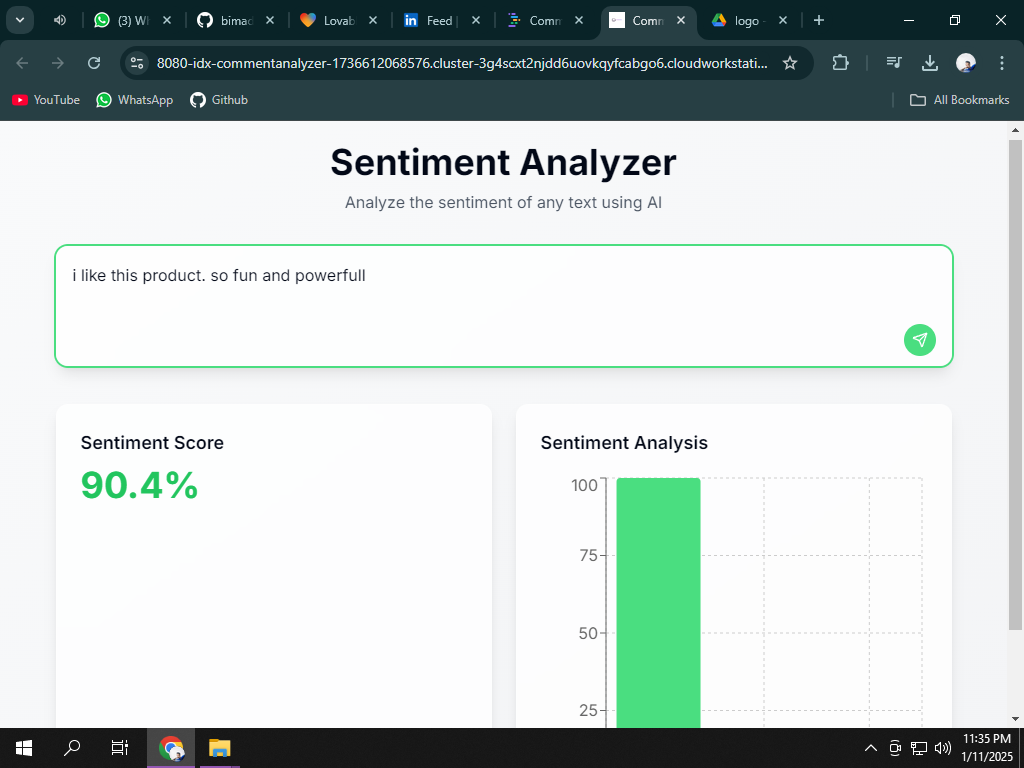 (3) Wh
bimad
Lovab
Feed |
Comm
Comm
logo -
8080-idx-commentanalyzer-1736612068576.cluster-3g4scxt2njdd6uovkqyfcabgo6.cloudworkstati...
YouTube
WhatsApp
Github
All Bookmarks
Sentiment Analyzer
Analyze the sentiment of any text using AI
i like this product. so fun and powerfull
Sentiment Score
90.4%
Sentiment Analysis
100
75
50
25
11:35 PM
1/11/2025